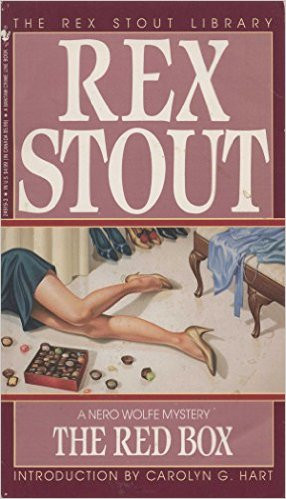 THE REX STOUT LIBRARY
REX
STOUT
A NERO WOLFE MYSTERY
THE RED BOX
INTRODUCTION BY CAROLYN G. HART